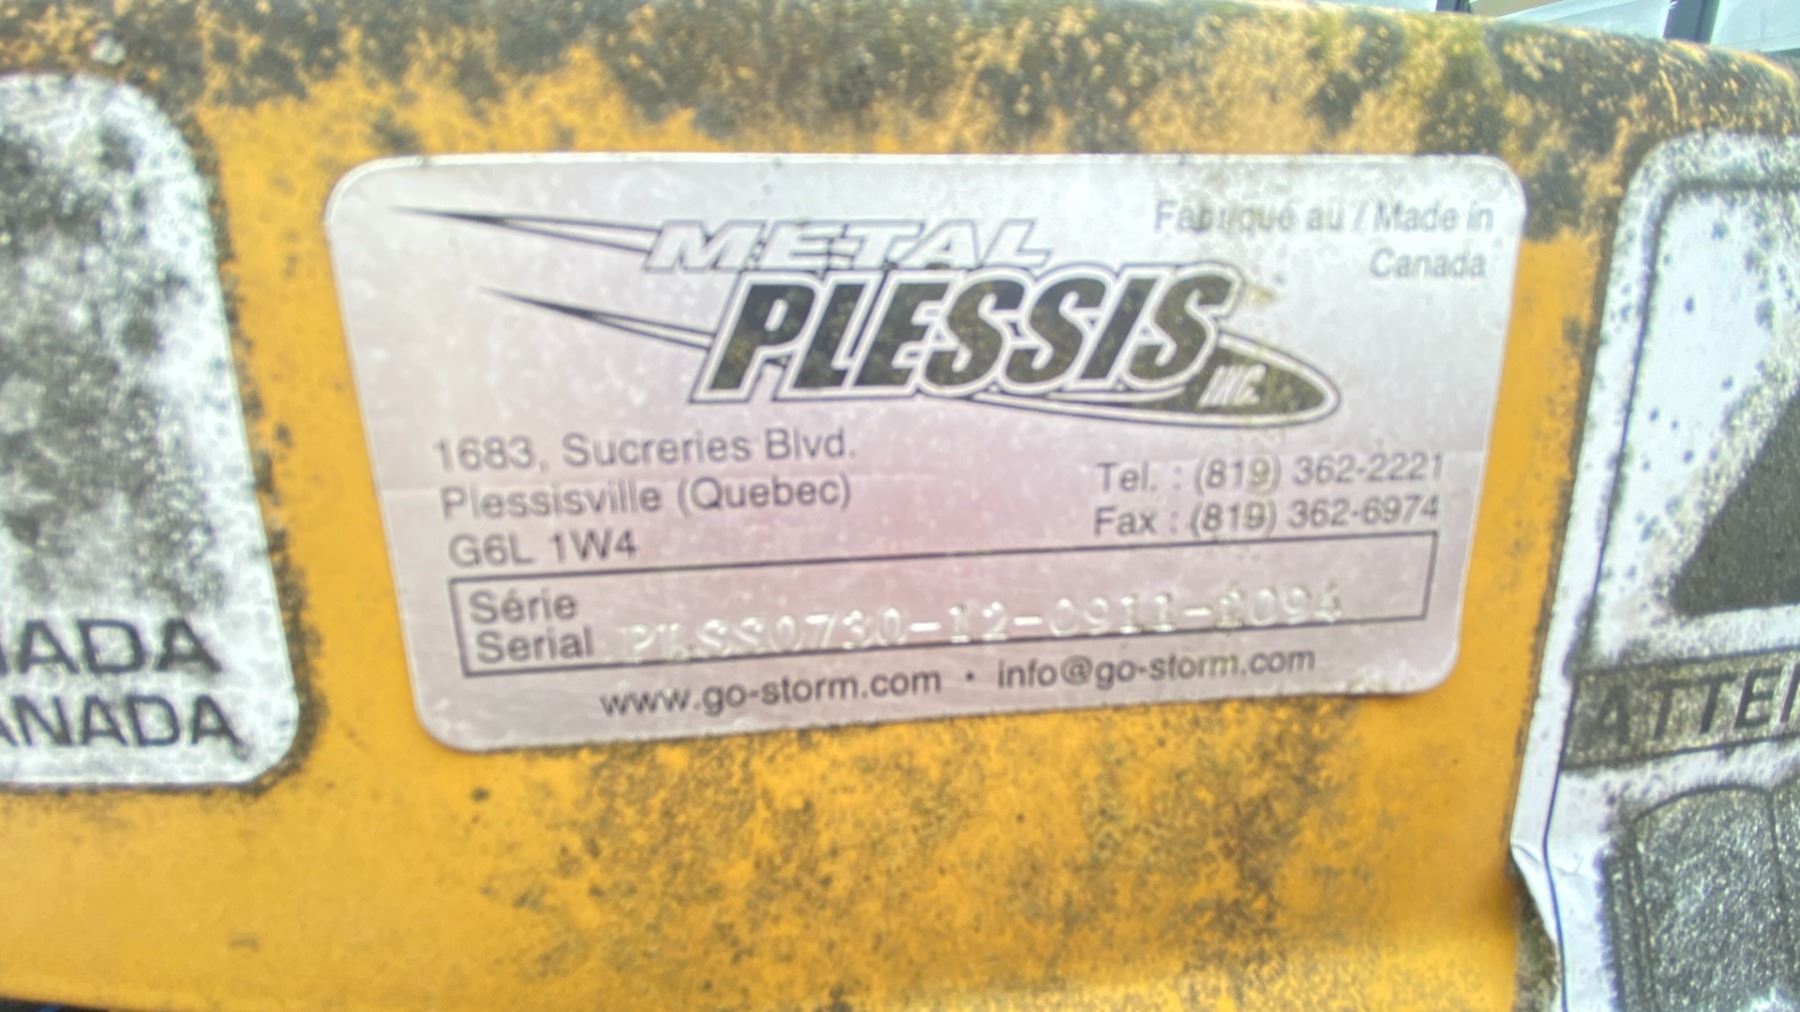 METAL
PLESSIS
INC.
Fabriqué au / Made in
Canada
1683, Sucreries Blvd.
Plessisville (Quebec)
G6L 1W4
Tel. : (819) 362-2221
Fax : (819) 362-6974
Série
Serial
www.go-storm.com · info@go-storm.com
ADA
ANADA